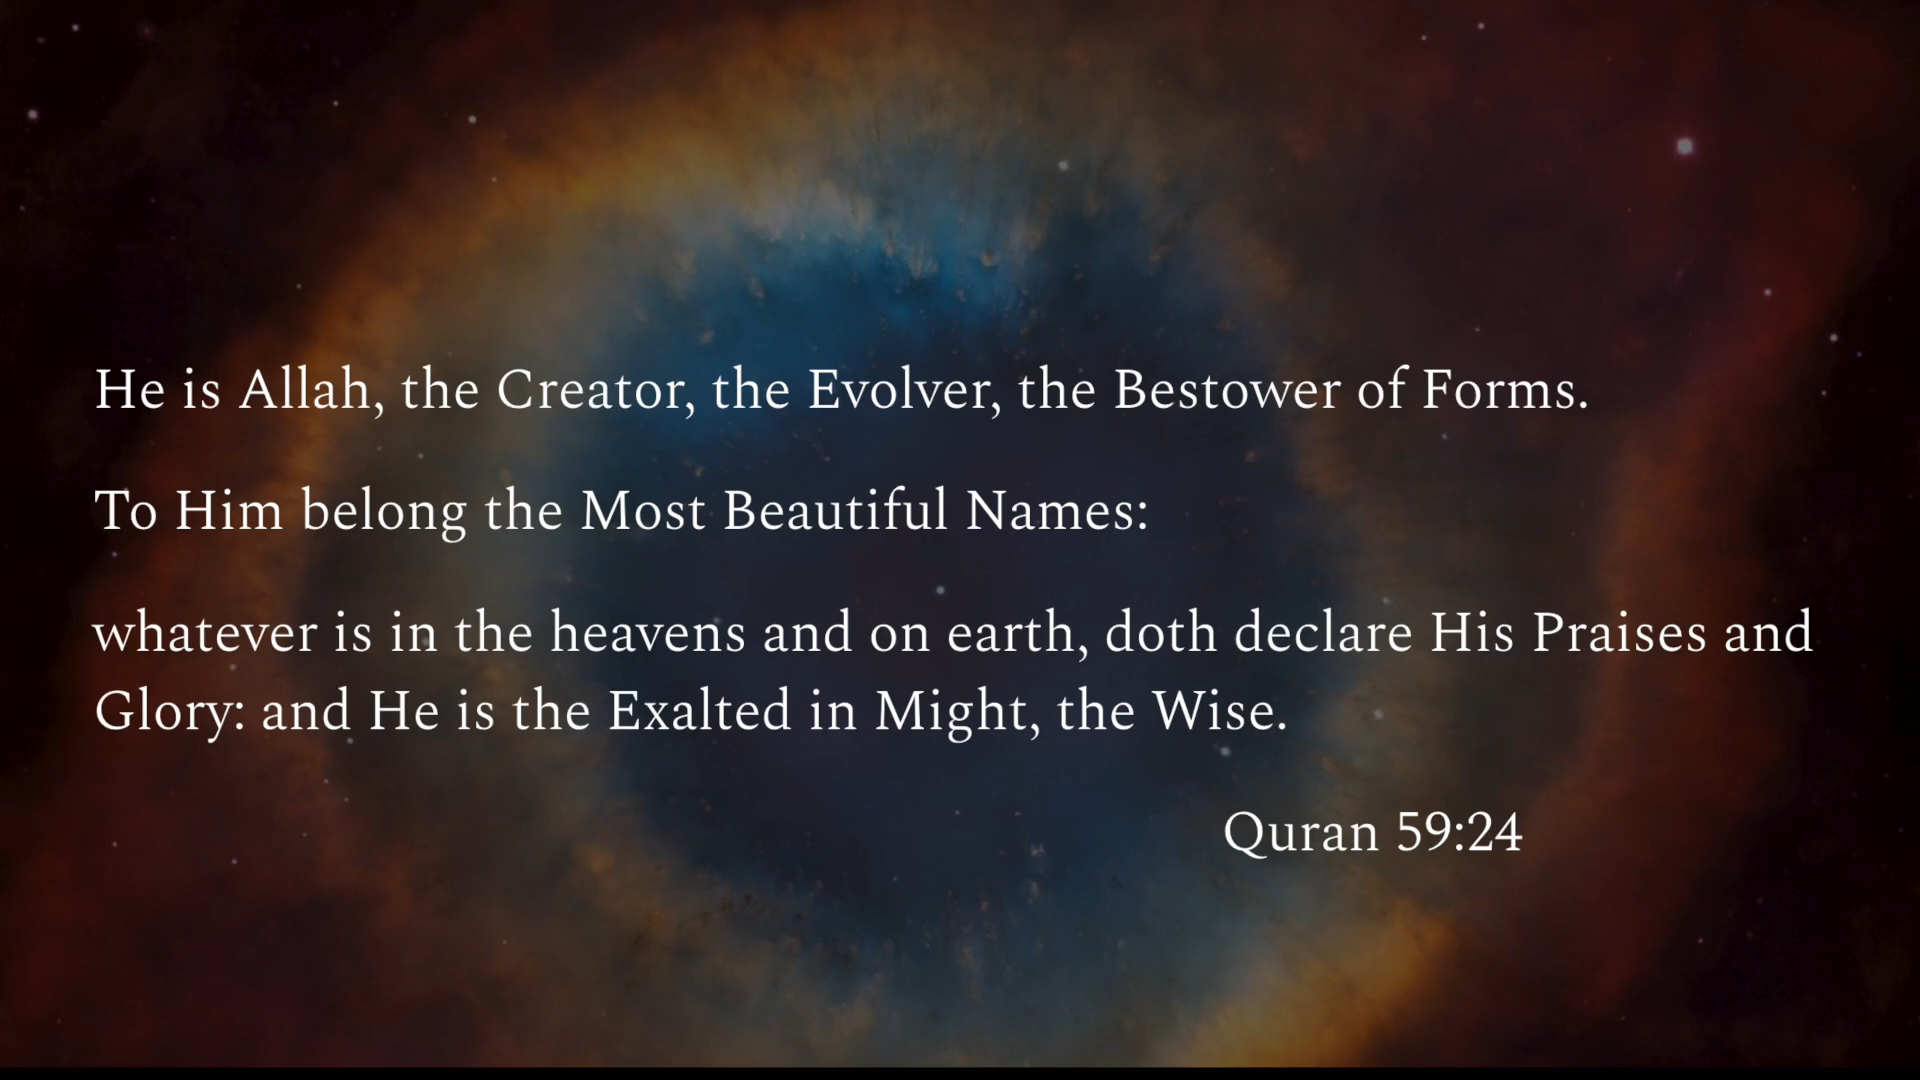 He is Allah, the Creator, the Evolver, the Bestower of Forms.
To Him belong the Most Beautiful Names:
whatever is in the heavens and on earth, doth declare His Praises and
Glory: and He is the Exalted in Might, the Wise.
Quran 59:24